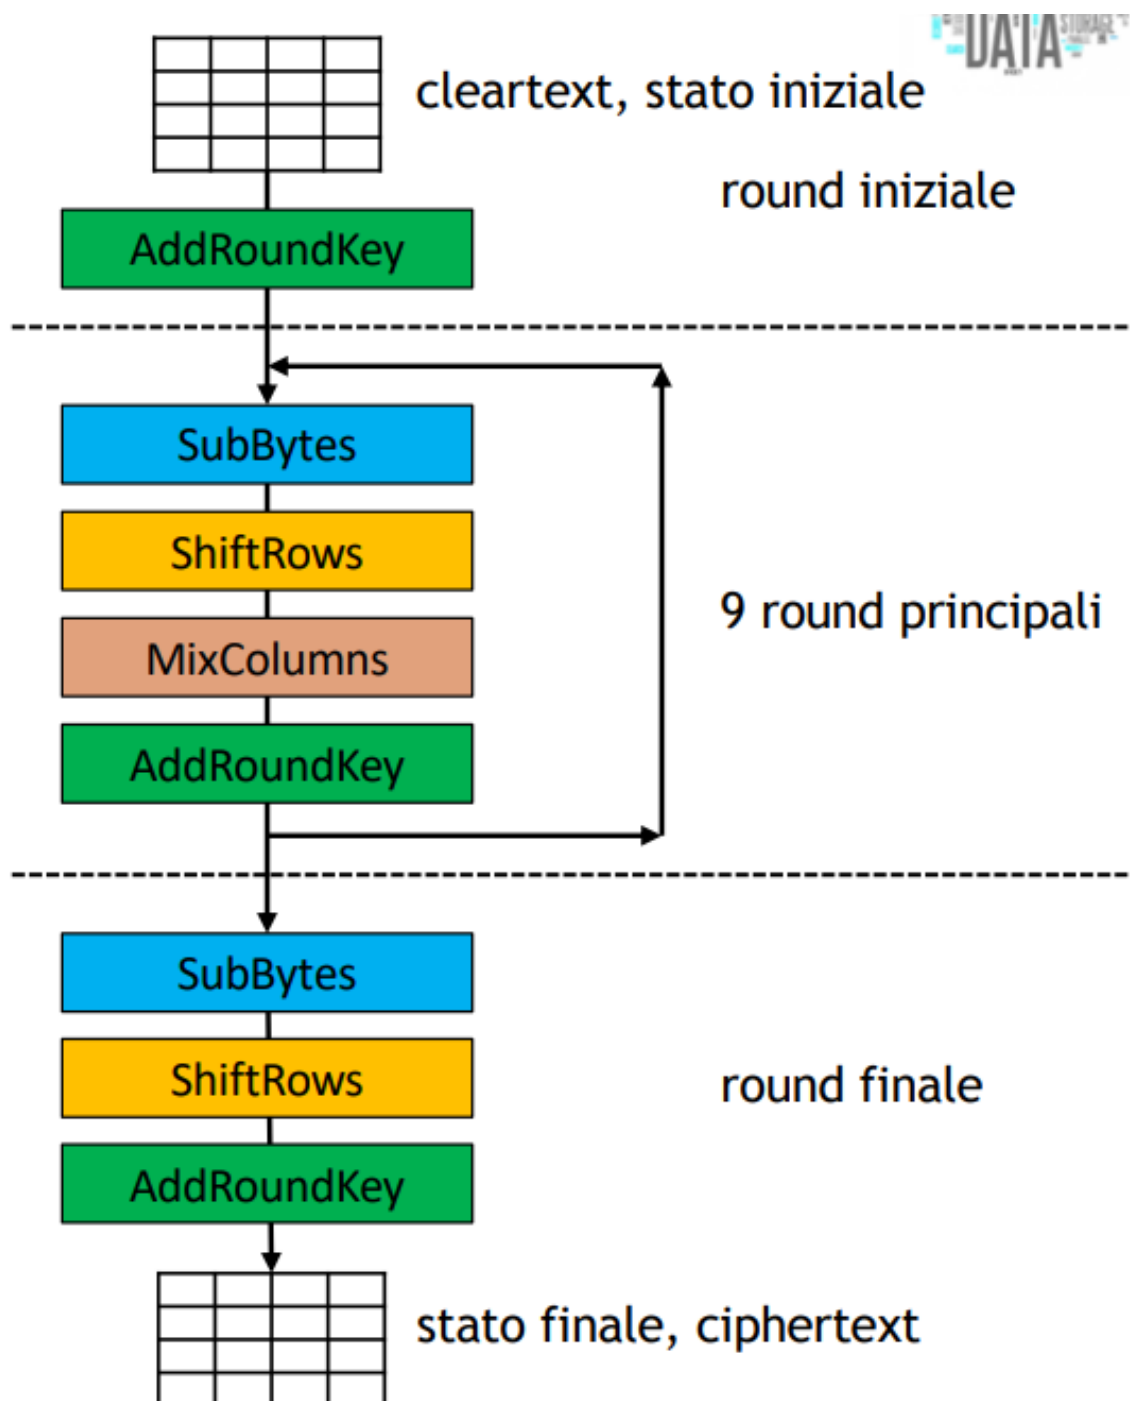 DATA
STORAGE
cleartext, stato iniziale
round iniziale
AddRoundKey
SubBytes
ShiftRows
9 round principali
MixColumns
AddRoundKey
SubBytes
ShiftRows
round finale
AddRoundKey
stato finale, ciphertext